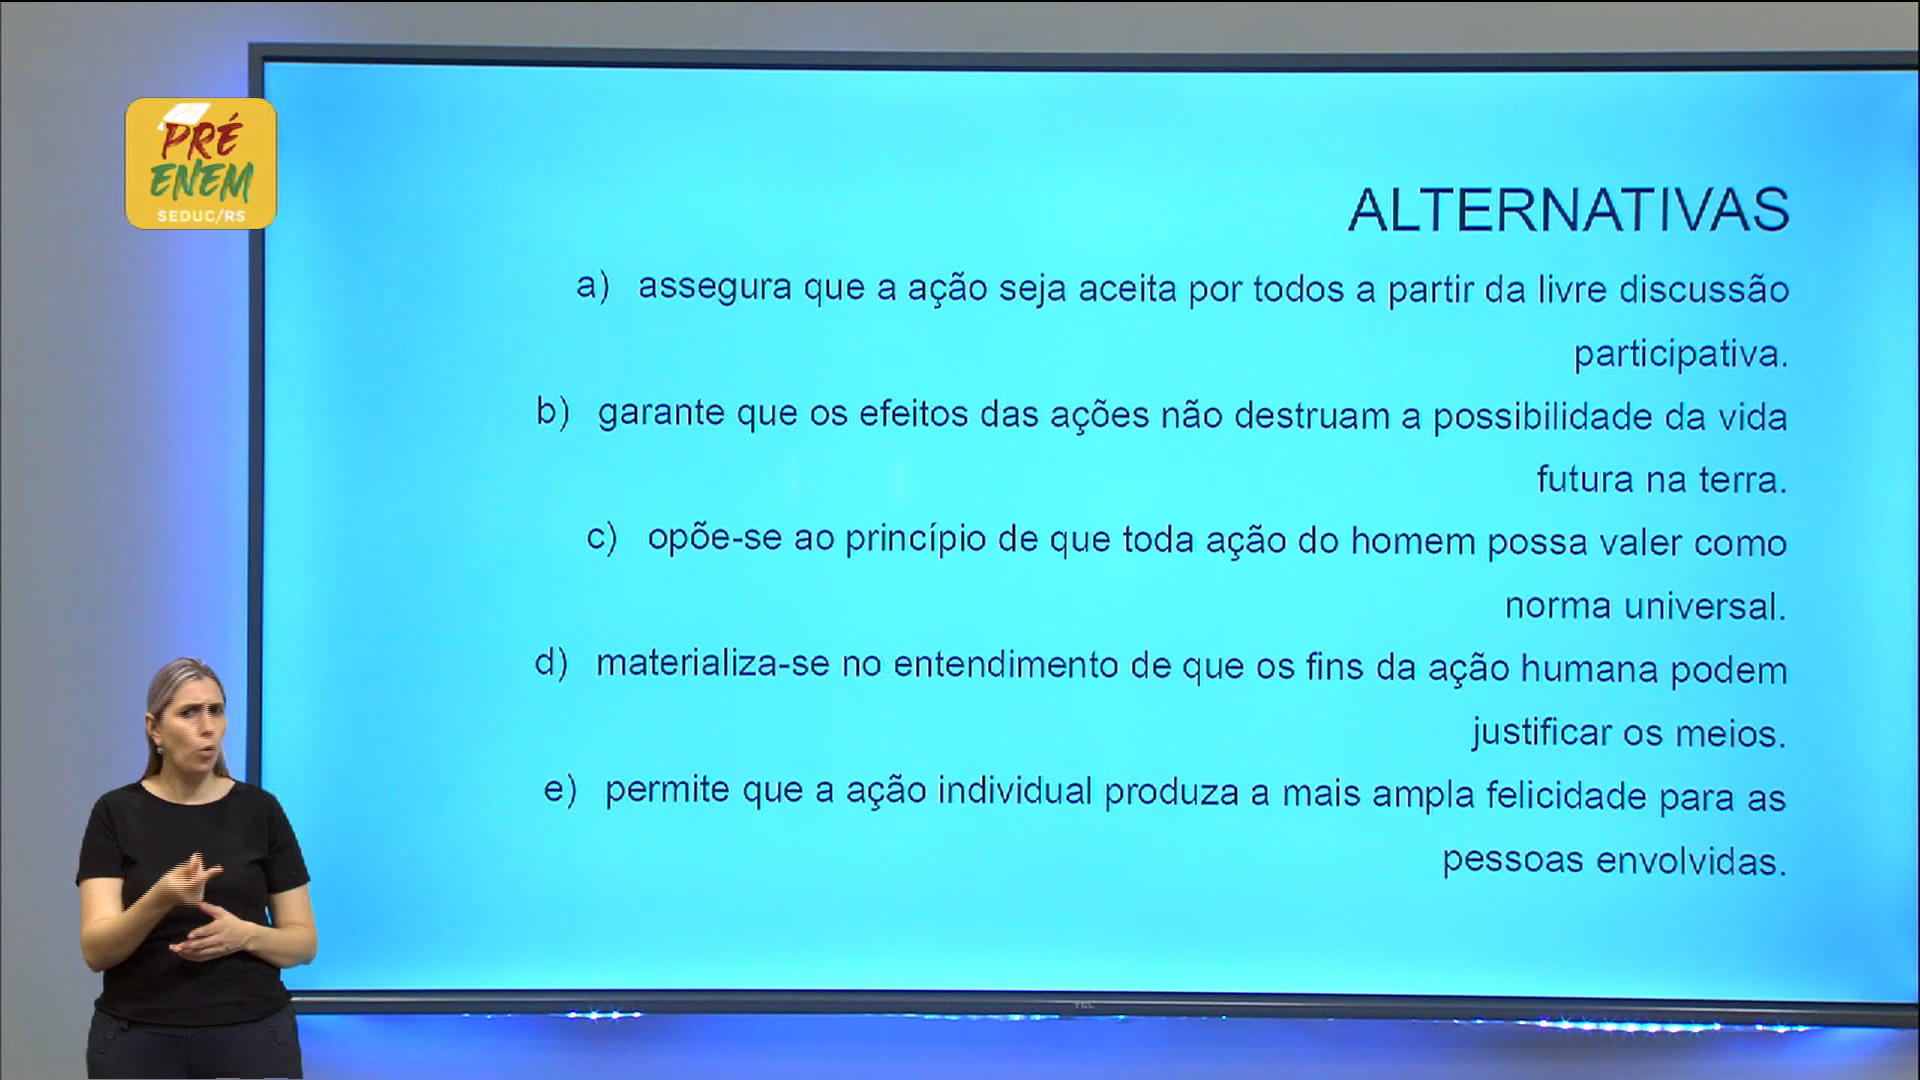 PRÉ
ENEM
SEDUC/RS
ALTERNATIVAS
a) assegura que a ação seja aceita por todos a partir da livre discussão
participativa.
b) garante que os efeitos das ações não destruam a possibilidade da vida
futura na terra.
c) opõe-se ao princípio de que toda ação do homem possa valer como
norma universal.
d) materializa-se no entendimento de que os fins da ação humana podem
justificar os meios.
e) permite que a ação individual produza a mais ampla felicidade para as
pessoas envolvidas.
TCL